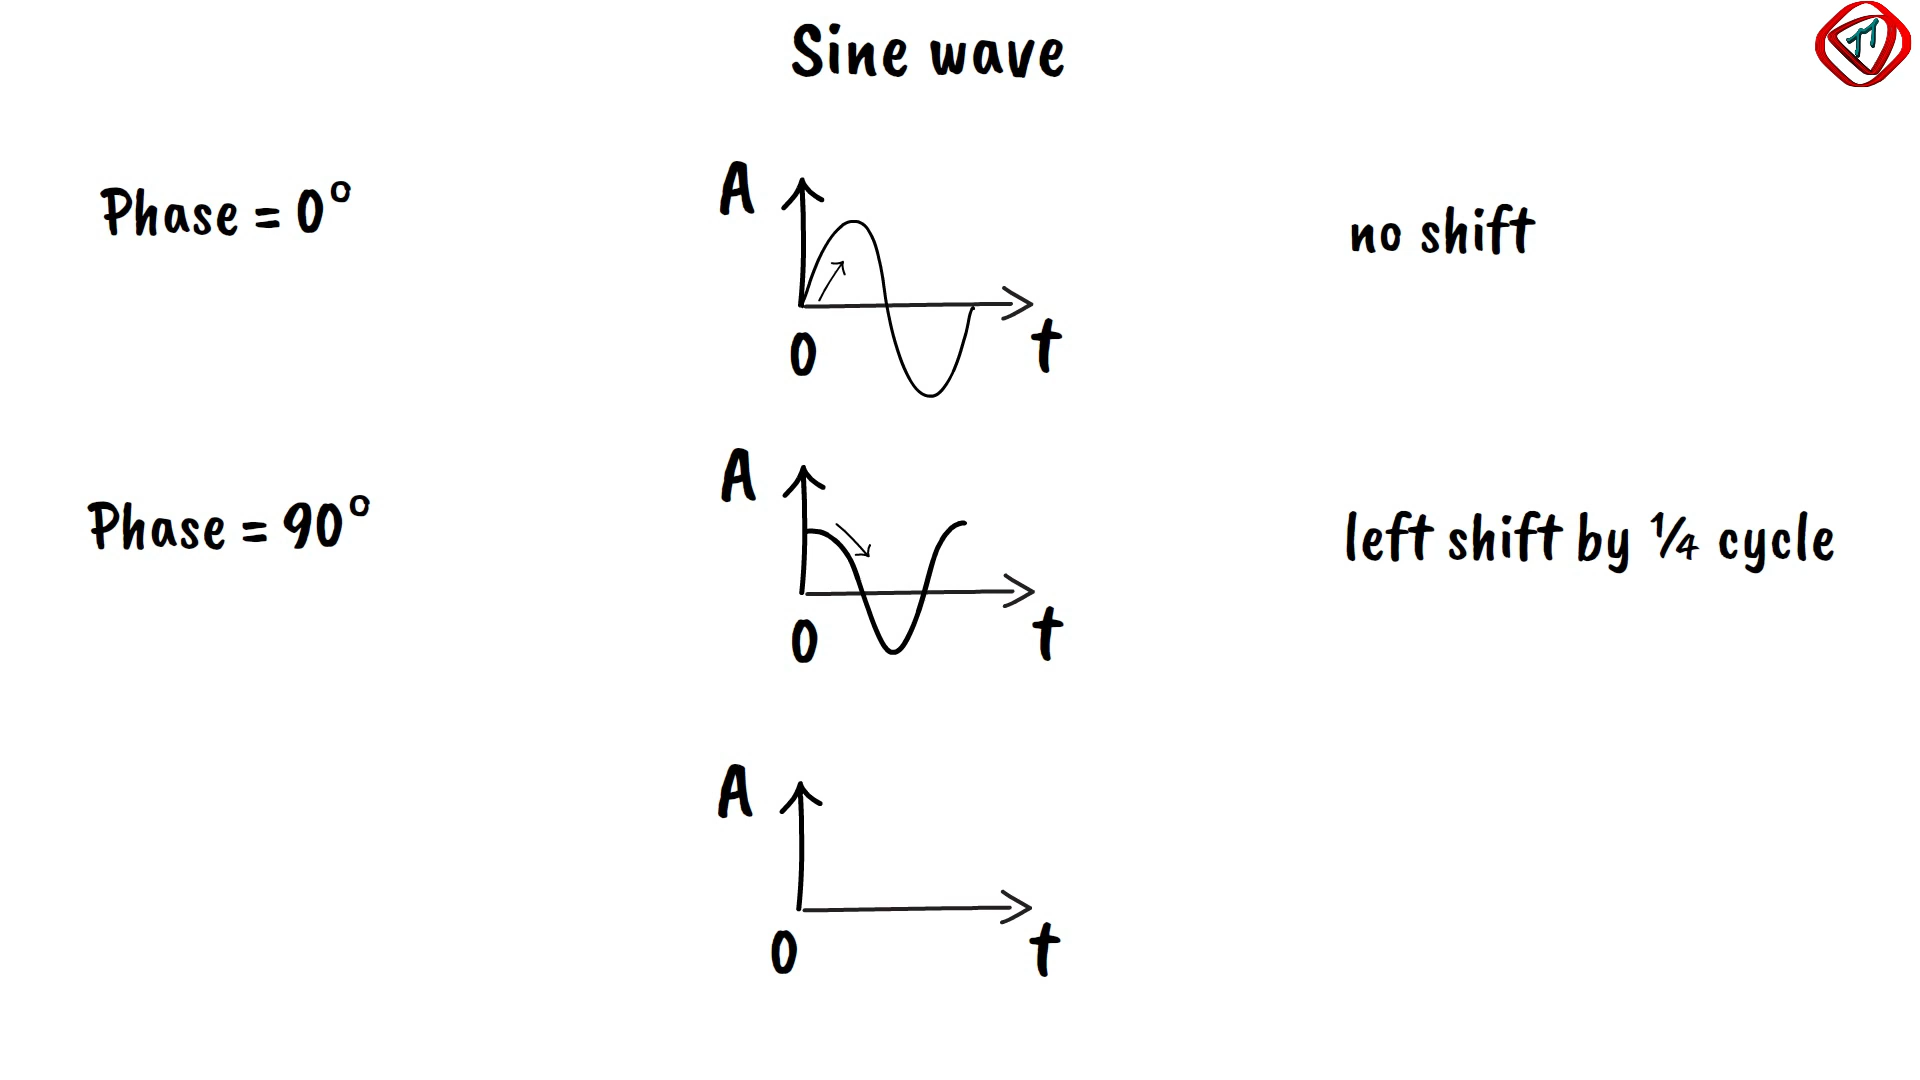 Sine wave
Phase = 0°
A
0
t
no shift
Phase = 90°
A
0
t
left shift by ¼ cycle
A
0
t